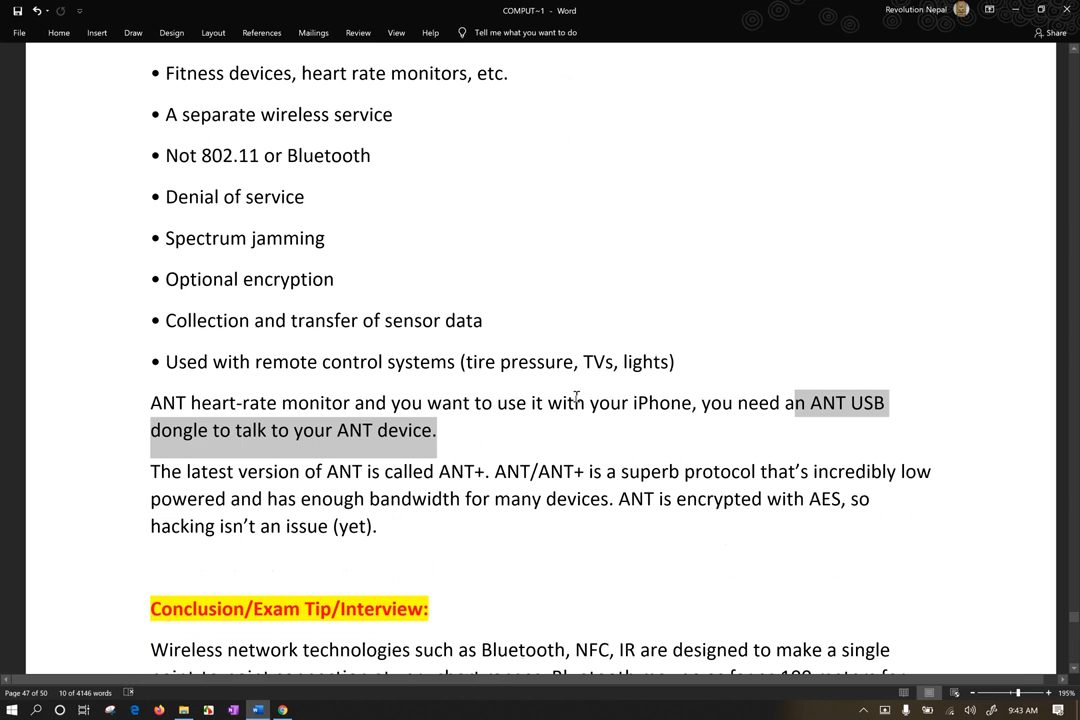 COMPUT~1 - Word
Revolution Nepal
File Home Insert Draw Design Layout References Mailings Review View Help Tell me what you want to do Share
• Fitness devices, heart rate monitors, etc.
• A separate wireless service
• Not 802.11 or Bluetooth
• Denial of service
• Spectrum jamming
• Optional encryption
• Collection and transfer of sensor data
• Used with remote control systems (tire pressure, TVs, lights)
ANT heart-rate monitor and you want to use it with your iPhone, you need an ANT USB
dongle to talk to your ANT device.
The latest version of ANT is called ANT+. ANT/ANT+ is a superb protocol that’s incredibly low
powered and has enough bandwidth for many devices. ANT is encrypted with AES, so
hacking isn’t an issue (yet).
Conclusion/Exam Tip/Interview:
Wireless network technologies such as Bluetooth, NFC, IR are designed to make a single
Page 47 of 50 10 of 4146 words
195%
9:43 AM